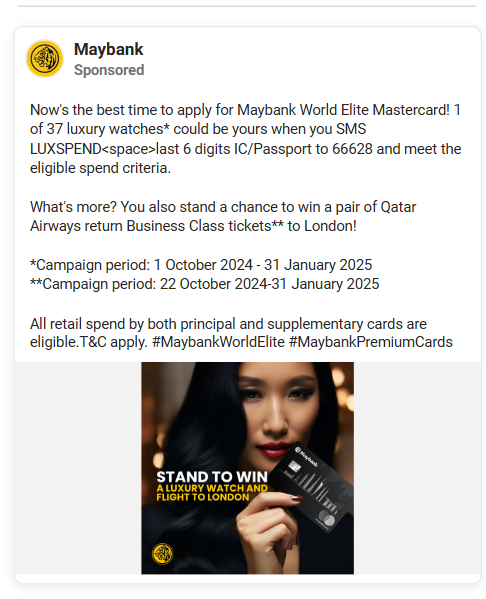 Maybank
Sponsored
Now's the best time to apply for Maybank World Elite Mastercard! 1
of 37 luxury watches* could be yours when you SMS
LUXSPEND<space>last 6 digits IC/Passport to 66628 and meet the
eligible spend criteria.
What's more? You also stand a chance to win a pair of Qatar
Airways return Business Class tickets** to London!
*Campaign period: 1 October 2024 - 31 January 2025
**Campaign period: 22 October 2024-31 January 2025
All retail spend by both principal and supplementary cards are
eligible.T&C apply. #MaybankWorldElite #MaybankPremiumCards
Maybank
STAND TO WIN
A LUXURY WATCH AND
FLIGHT TO LONDON